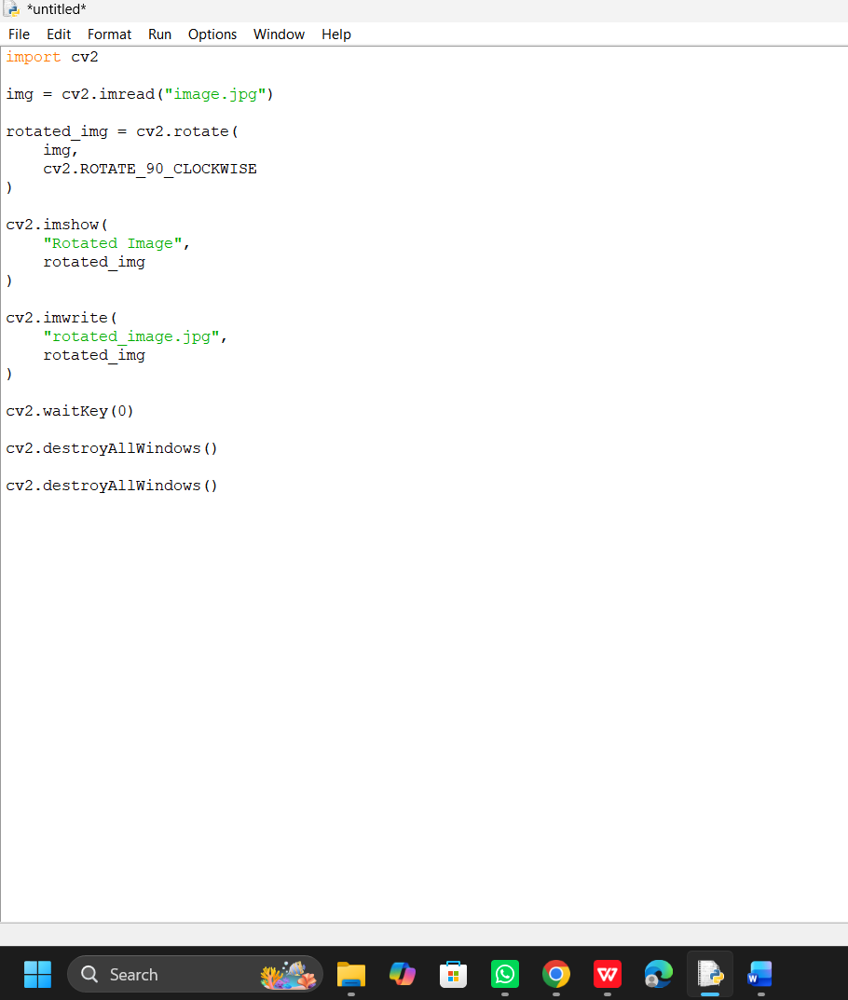 *untitled*
File Edit Format Run Options Window Help
import cv2
img = cv2.imread("image.jpg")
rotated_img = cv2.rotate(
    img,
    cv2.ROTATE_90_CLOCKWISE
)
cv2.imshow(
    "Rotated Image",
    rotated_img
)
cv2.imwrite(
    "rotated_image.jpg",
    rotated_img
)
cv2.waitKey(0)
cv2.destroyAllWindows()
cv2.destroyAllWindows()
Search